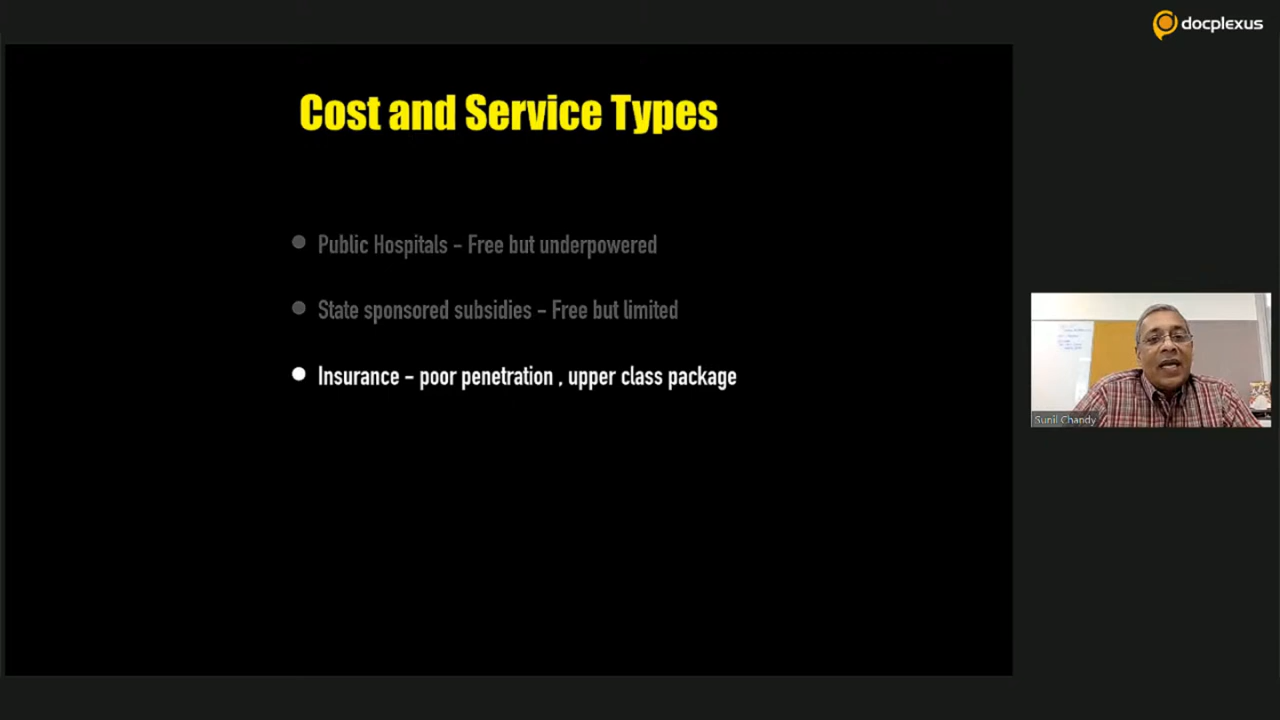 docplexus
Cost and Service Types
Public Hospitals – Free but underpowered
State sponsored subsidies – Free but limited
Insurance – poor penetration , upper class package
Sunil Chandy